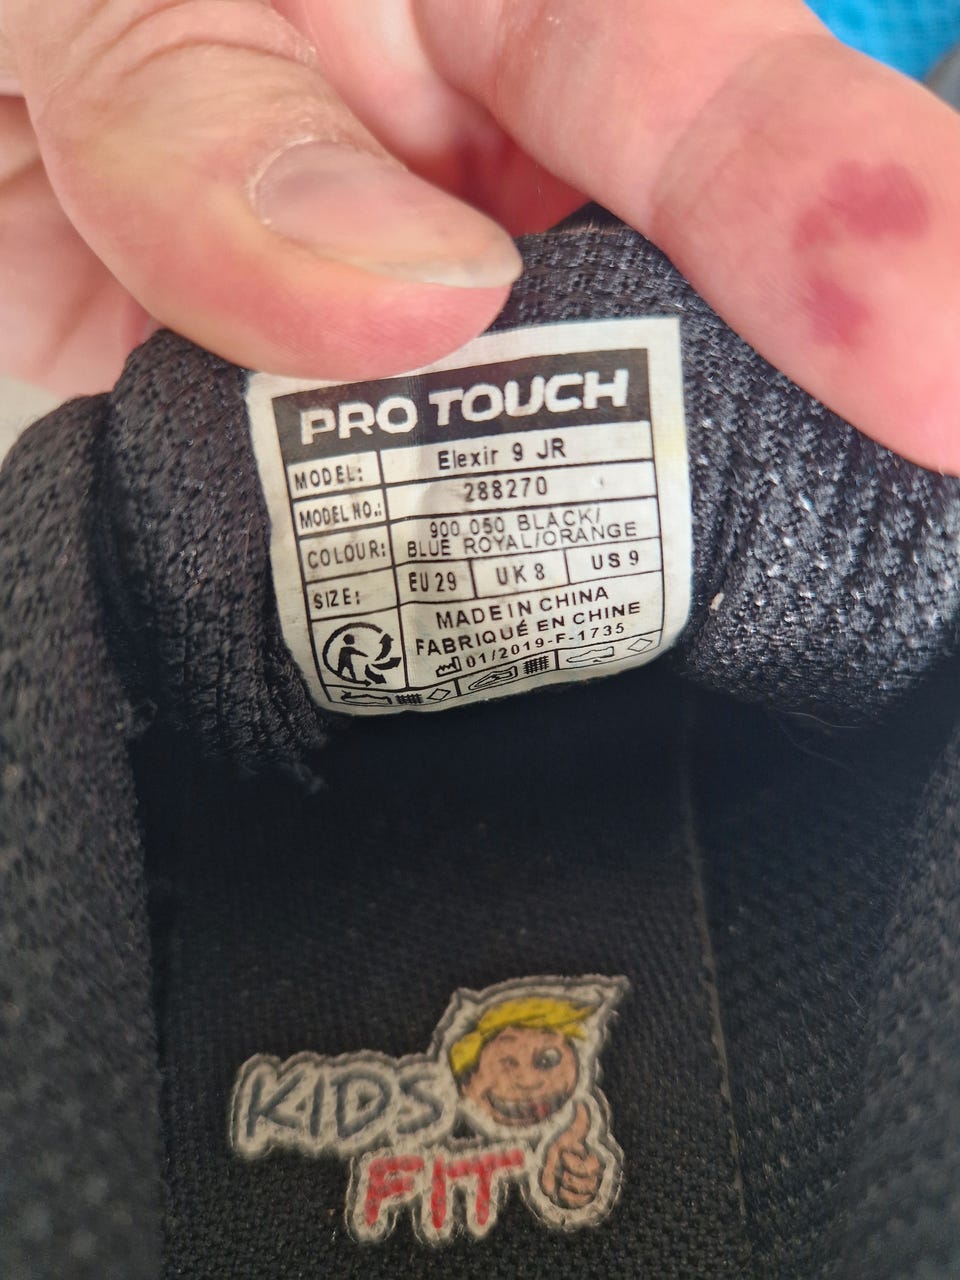 PRO TOUCH
MODEL: Elexir 9 JR
MODEL NO.: 288270
COLOUR: 900 050 BLACK/
BLUE ROYAL/ORANGE
SIZE: EU 29 UK 8 US 9
MADE IN CHINA
FABRIQUÉ EN CHINE
01/2019-F-1735
KIDS
FIT